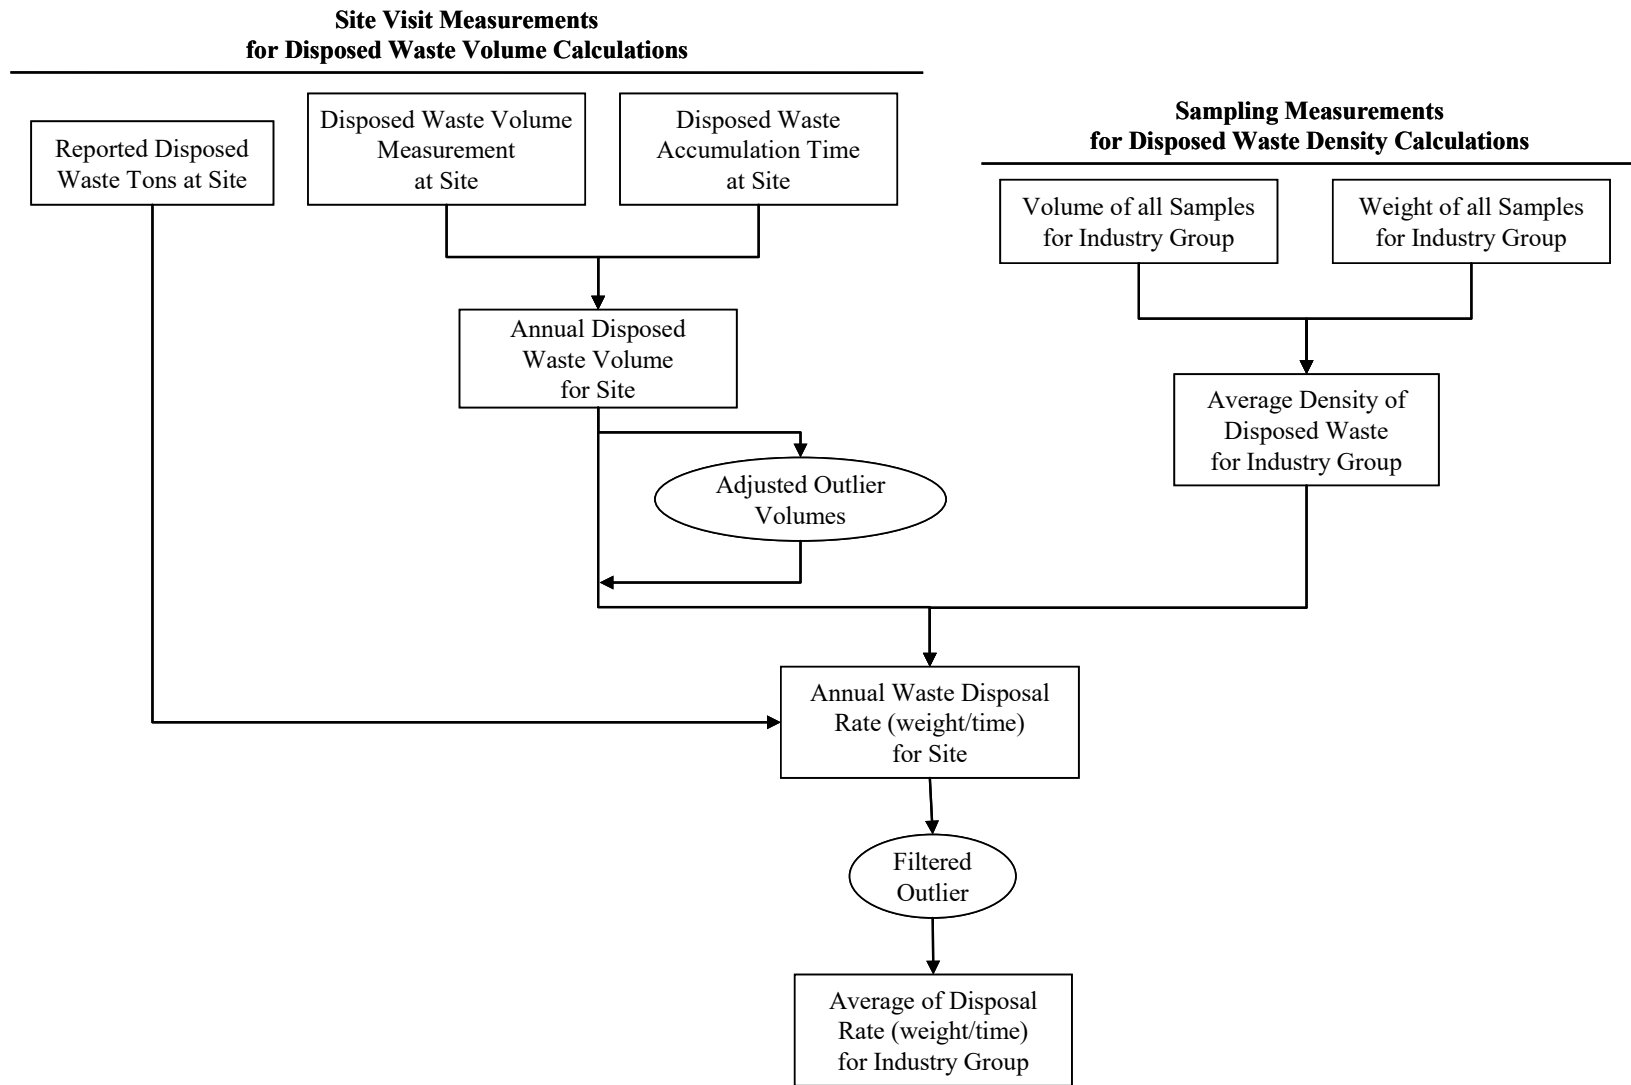 Site Visit Measurements
for Disposed Waste Volume Calculations
Reported Disposed
Waste Tons at Site
Disposed Waste Volume
Measurement
at Site
Disposed Waste
Accumulation Time
at Site
Sampling Measurements
for Disposed Waste Density Calculations
Volume of all Samples
for Industry Group
Weight of all Samples
for Industry Group
Annual Disposed
Waste Volume
for Site
Average Density of
Disposed Waste
for Industry Group
Adjusted Outlier
Volumes
Annual Waste Disposal
Rate (weight/time)
for Site
Filtered
Outlier
Average of Disposal
Rate (weight/time)
for Industry Group